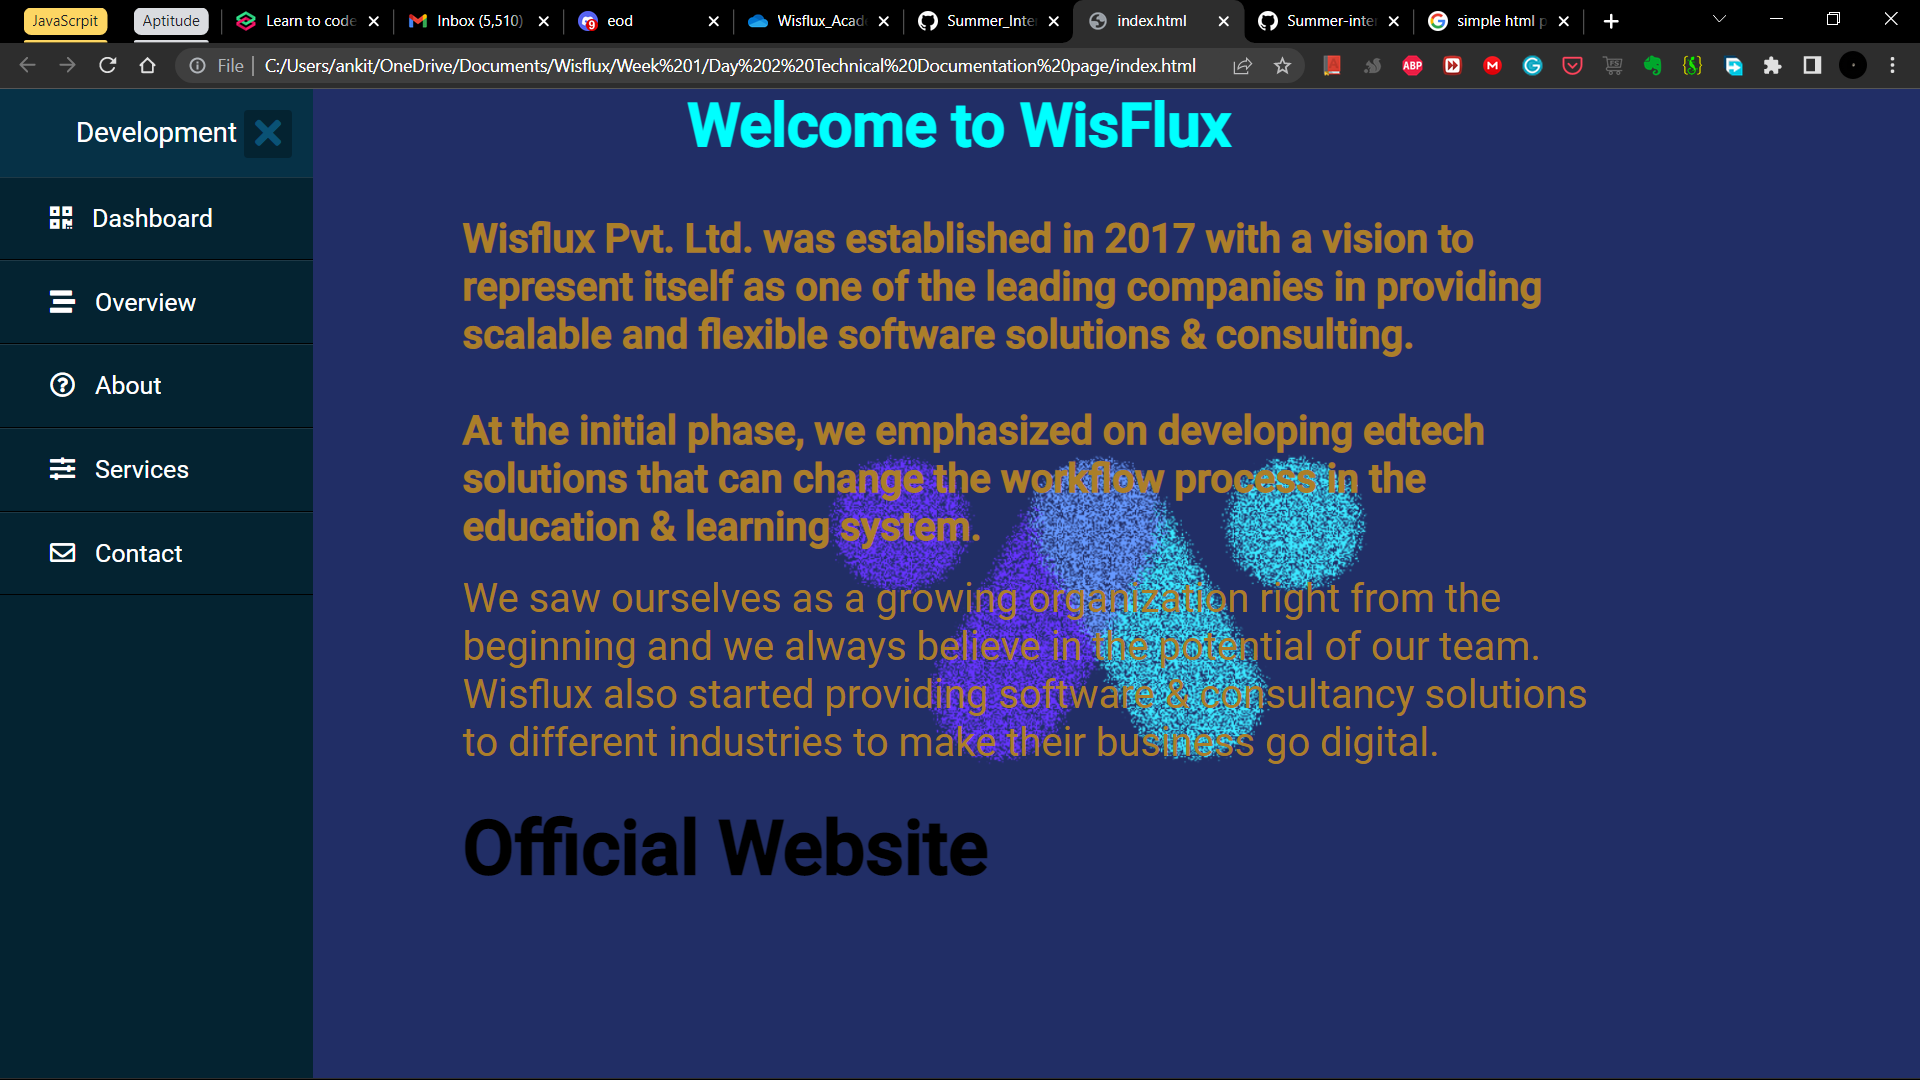 JavaScrpit
Aptitude
Learn to code
Inbox (5,510)
eod
Wisflux_Acad
Summer_Inte
index.html
Summer-inte
simple html p
File
C:/Users/ankit/OneDrive/Documents/Wisflux/Week%201/Day%202%20Technical%20Documentation%20page/index.html
Development
Dashboard
Overview
About
Services
Contact
Welcome to WisFlux
Wisflux Pvt. Ltd. was established in 2017 with a vision to
represent itself as one of the leading companies in providing
scalable and flexible software solutions & consulting.
At the initial phase, we emphasized on developing edtech
solutions that can change the workflow process in the
education & learning system.
We saw ourselves as a growing organization right from the
beginning and we always believe in the potential of our team.
Wisflux also started providing software & consultancy solutions
to different industries to make their business go digital.
Official Website